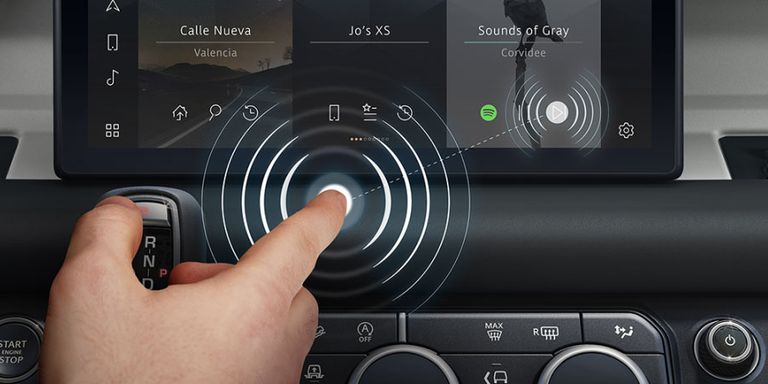 Calle Nueva
Valencia
Jo's XS
Sounds of Gray
Corvidee
R
N
D
P
START
ENGINE
STOP
A
OFF
MAX
R